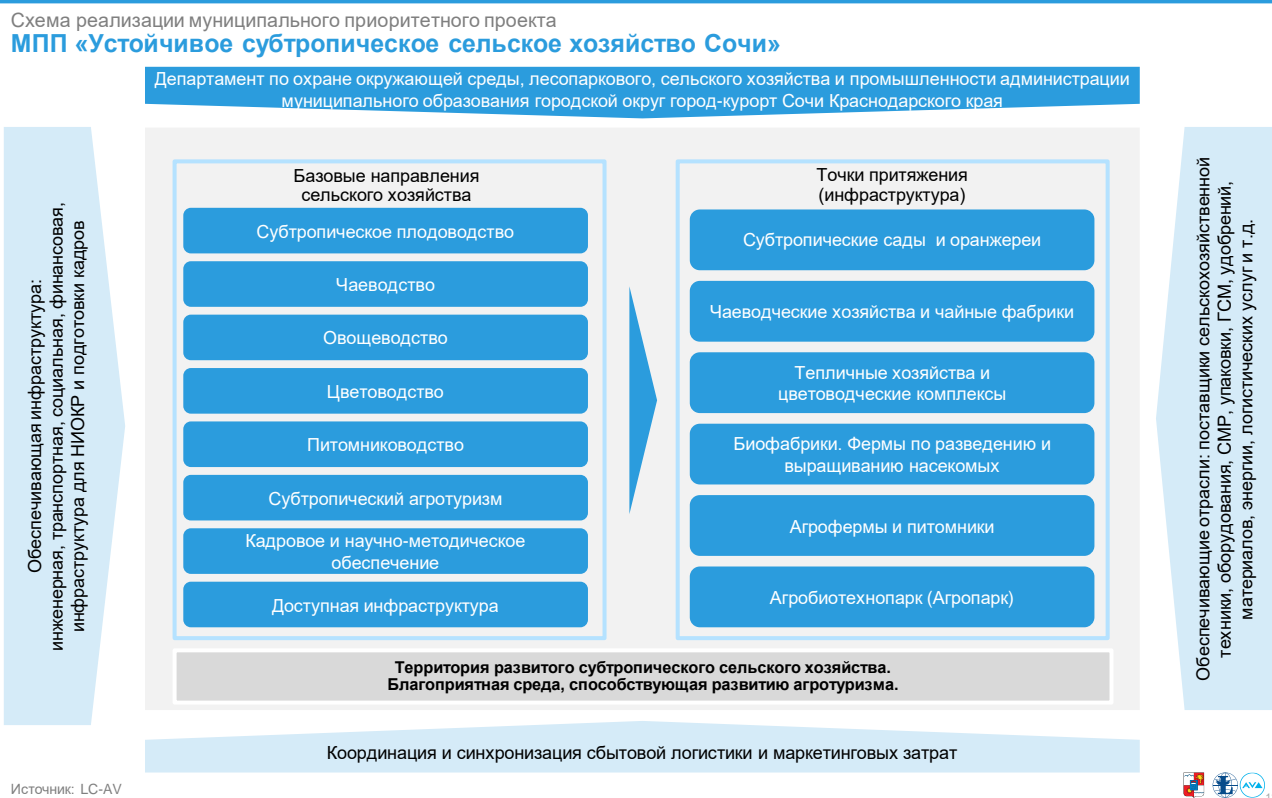 Схема реализации муниципального приоритетного проекта
МПП «Устойчивое субтропическое сельское хозяйство Сочи»
Департамент по охране окружающей среды, лесопаркового, сельского хозяйства и промышленности администрации
муниципального образования городской округ город-курорт Сочи Краснодарского края
Обеспечивающая инфраструктура:
инженерная, транспортная, социальная, финансовая,
инфраструктура для НИОКР и подготовки кадров
Базовые направления
сельского хозяйства
Субтропическое плодоводство
Чаеводство
Овощеводство
Цветоводство
Питомниководство
Субтропический агротуризм
Кадровое и научно-методическое
обеспечение
Доступная инфраструктура
Точки притяжения
(инфраструктура)
Субтропические сады и оранжереи
Чаеводческие хозяйства и чайные фабрики
Тепличные хозяйства и
цветоводческие комплексы
Биофабрики. Фермы по разведению и
выращиванию насекомых
Агрофермы и питомники
Агробиотехнопарк (Агропарк)
Обеспечивающие отрасли: поставщики сельскохозяйственной
техники, оборудования, СМР, упаковки, ГСМ, удобрений,
материалов, энергии, логистических услуг и т.д.
Территория развитого субтропического сельского хозяйства.
Благоприятная среда, способствующая развитию агротуризма.
Координация и синхронизация сбытовой логистики и маркетинговых затрат
Источник: LC-AV